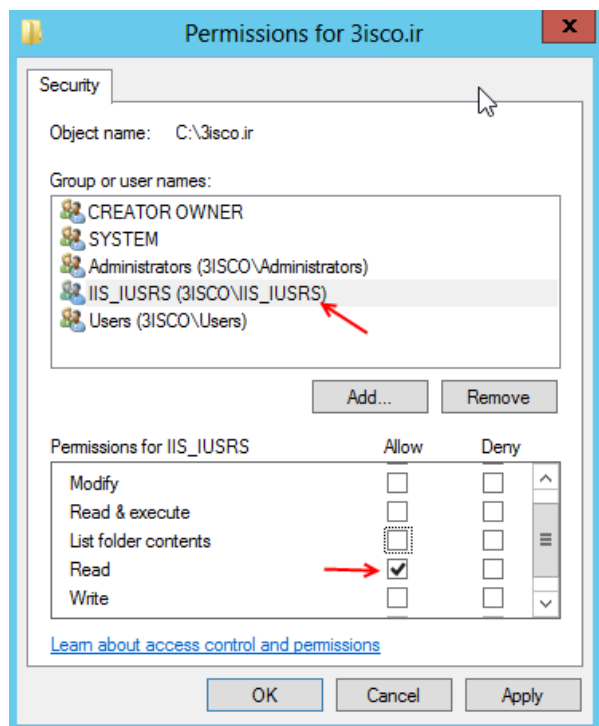 Permissions for 3isco.ir
x
Security
Object name: C:\3isco.ir
Group or user names:
CREATOR OWNER
SYSTEM
Administrators (3ISCO\Administrators)
IIS_IUSRS (3ISCO\IIS_IUSRS)
Users (3ISCO\Users)
Add... Remove
Permissions for IIS_IUSRS Allow Deny
Modify
Read & execute
List folder contents
Read
Write
Learn about access control and permissions
OK Cancel Apply